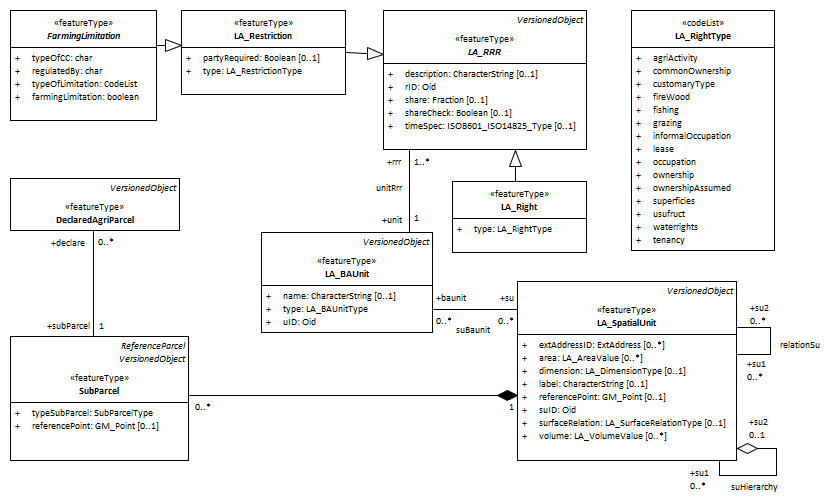 «featureType»
FarmingLimitation
+ typeOfCC: char
+ regulatedBy: char
+ typeOfLimitation: CodeList
+ farmingLimitation: boolean
«featureType»
LA_Restriction
+ partyRequired: Boolean [0..1]
+ type: LA_RestrictionType
VersionedObject
«featureType»
LA_RRR
+ description: CharacterString [0..1]
+ rID: Oid
+ share: Fraction [0..1]
+ shareCheck: Boolean [0..1]
+ timeSpec: ISO8601_ISO14825_Type [0..1]
«codeList»
LA_RightType
+ agriActivity
+ commonOwnership
+ customaryType
+ fireWood
+ fishing
+ grazing
+ informalOccupation
+ lease
+ occupation
+ ownership
+ ownershipAssumed
+ superficies
+ usufruct
+ waterrights
+ tenancy
+rrr 1..*
unitRrr
+unit 1
«featureType»
LA_Right
+ type: LA_RightType
VersionedObject
«featureType»
DeclaredAgriParcel
+declare 0..*
+subParcel 1
VersionedObject
«featureType»
LA_BAUnit
+ name: CharacterString [0..1]
+ type: LA_BAUnitType
+ uID: Oid
+baunit +su
0..* 0..*
suBaunit
VersionedObject
«featureType»
LA_SpatialUnit
+ extAddressID: ExtAddress [0..*]
+ area: LA_AreaValue [0..*]
+ dimension: LA_DimensionType [0..1]
+ label: CharacterString [0..1]
+ referencePoint: GM_Point [0..1]
+ suID: Oid
+ surfaceRelation: LA_SurfaceRelationType [0..1]
+ volume: LA_VolumeValue [0..*]
+su2
0..*
relationSu
+su1
0..*
ReferenceParcel
VersionedObject
«featureType»
SubParcel
+ typeSubParcel: SubParcelType
+ referencePoint: GM_Point [0..1]
0..* 1
+su2
0..1
+su1
0..*
suHierarchy